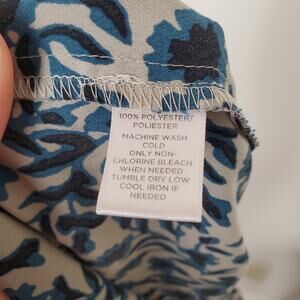 100% POLYESTER/
POLIESTER
MACHINE WASH
COLD
ONLY NON-
CHLORINE BLEACH
WHEN NEEDED
TUMBLE DRY LOW
COOL IRON IF
NEEDED